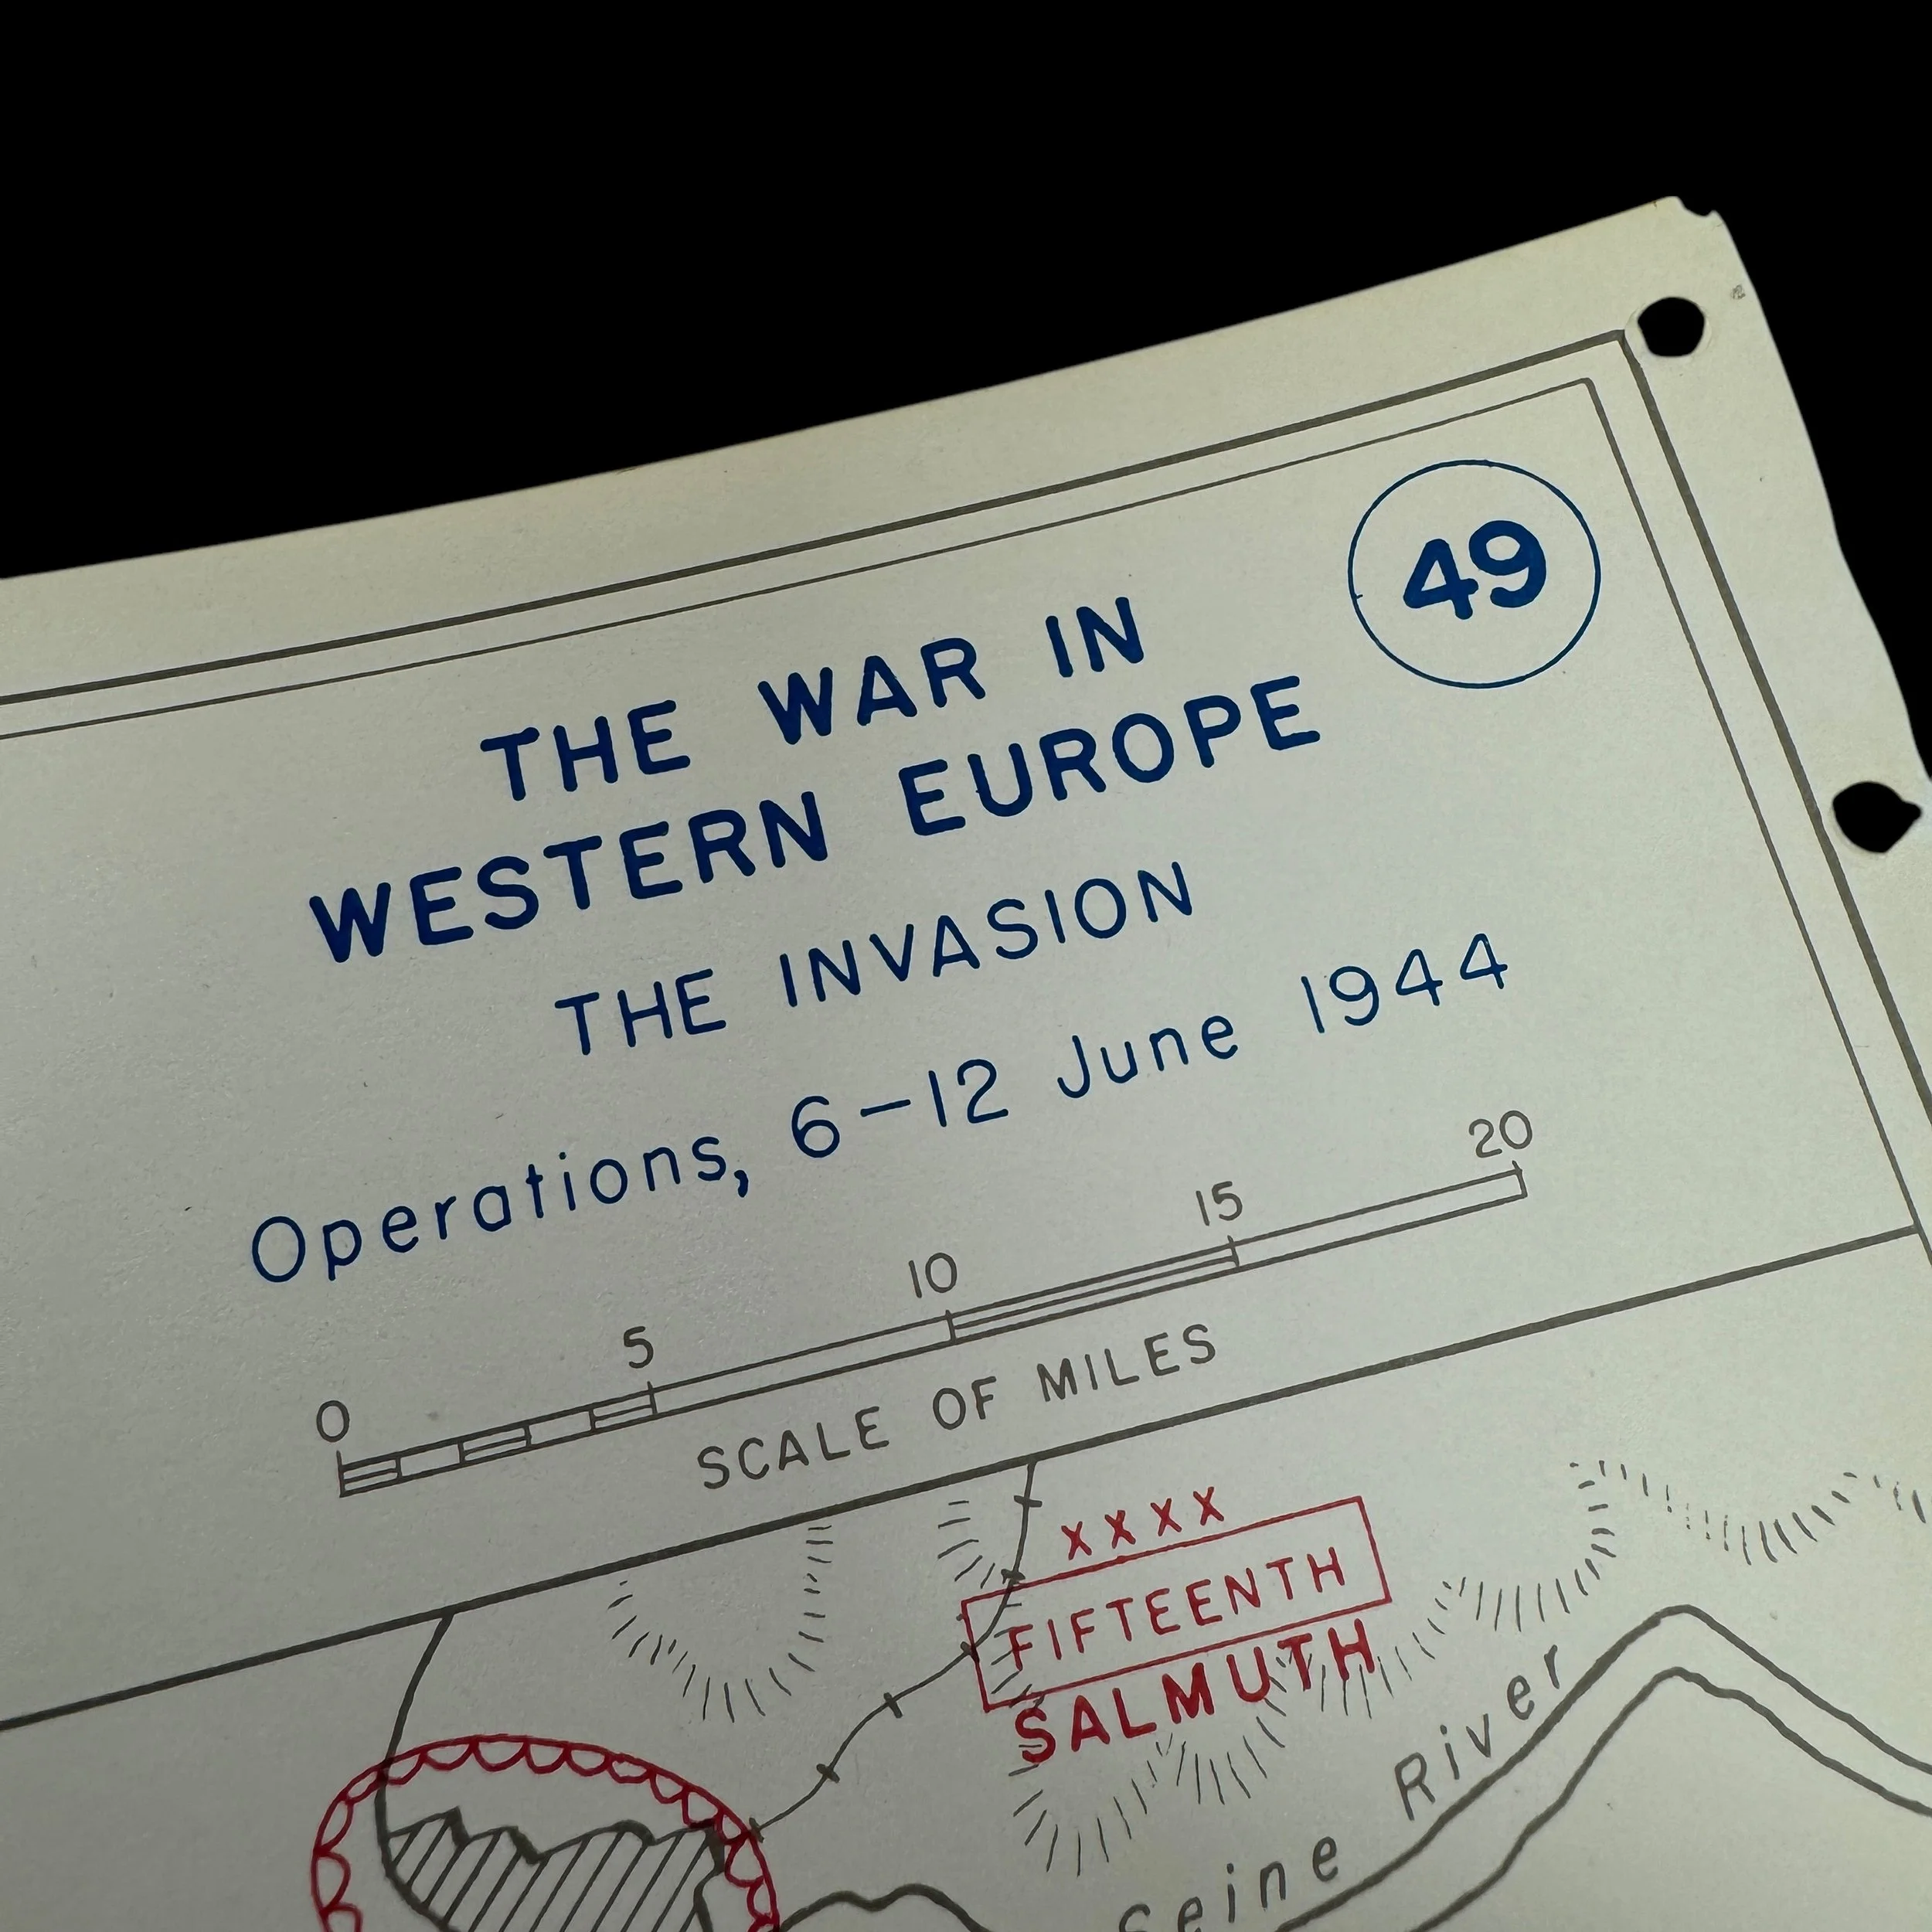 49
THE WAR IN
WESTERN EUROPE
THE INVASION
Operations, 6-12 June 1944
0 5 10 15 20
SCALE OF MILES
XXXX
FIFTEENTH
SALMUTH
Seine River